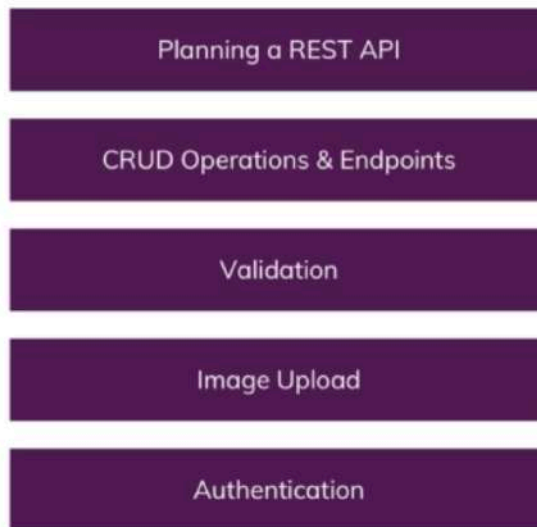 Planning a REST API
CRUD Operations & Endpoints
Validation
Image Upload
Authentication